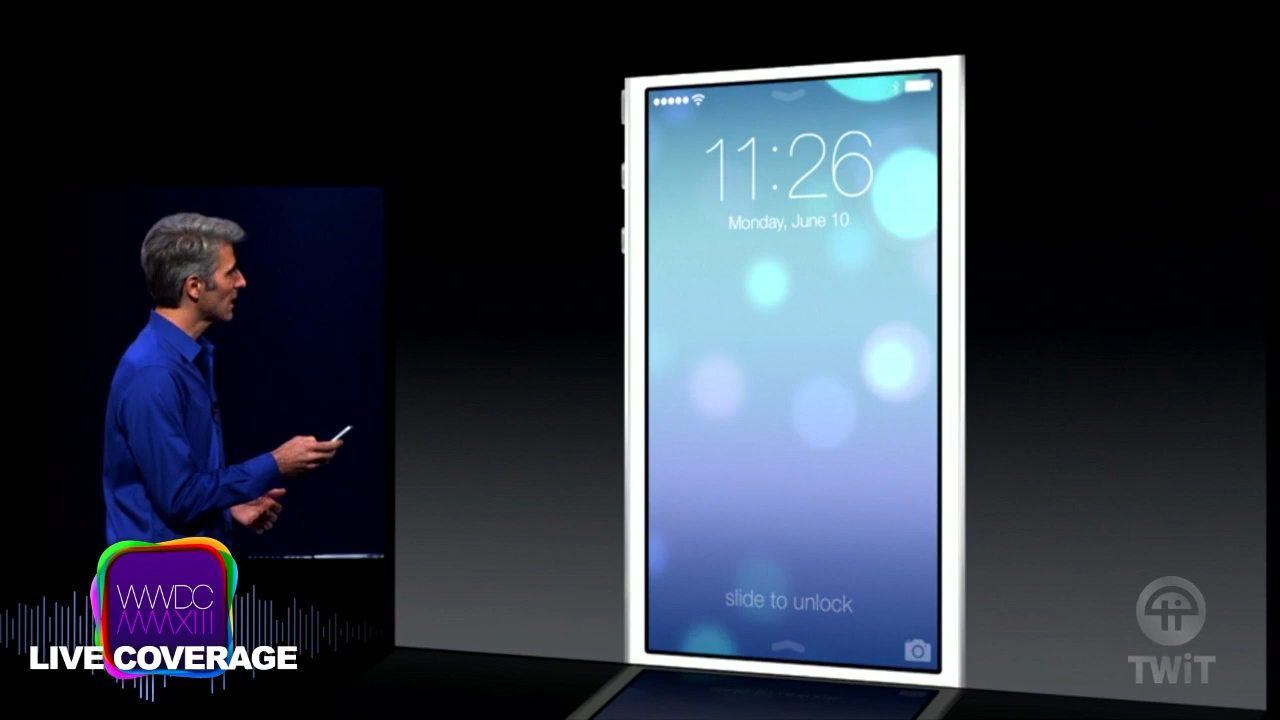 11:26
Monday, June 10
slide to unlock
WWDC
MMXIII
LIVE COVERAGE
TWiT